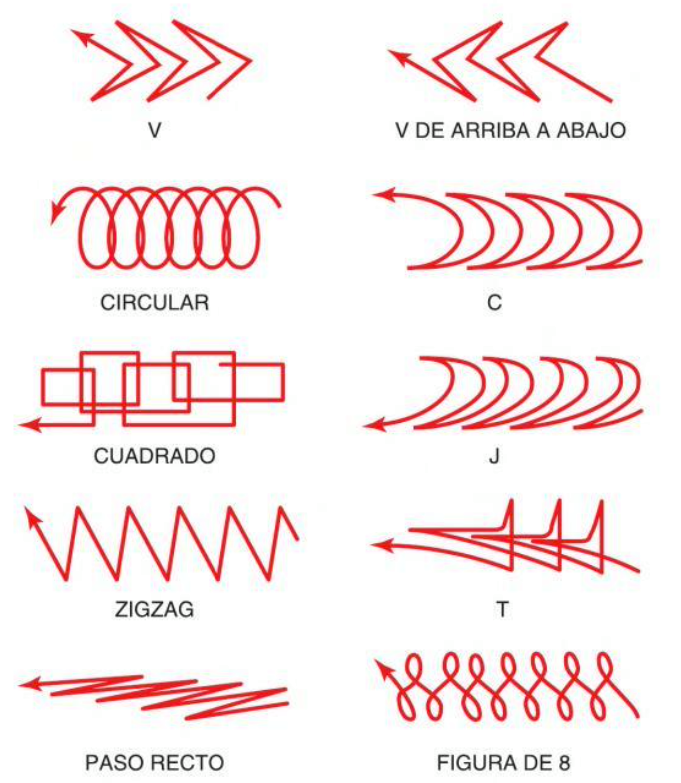 V
V DE ARRIBA A ABAJO
CIRCULAR
C
CUADRADO
J
ZIGZAG
T
PASO RECTO
FIGURA DE 8